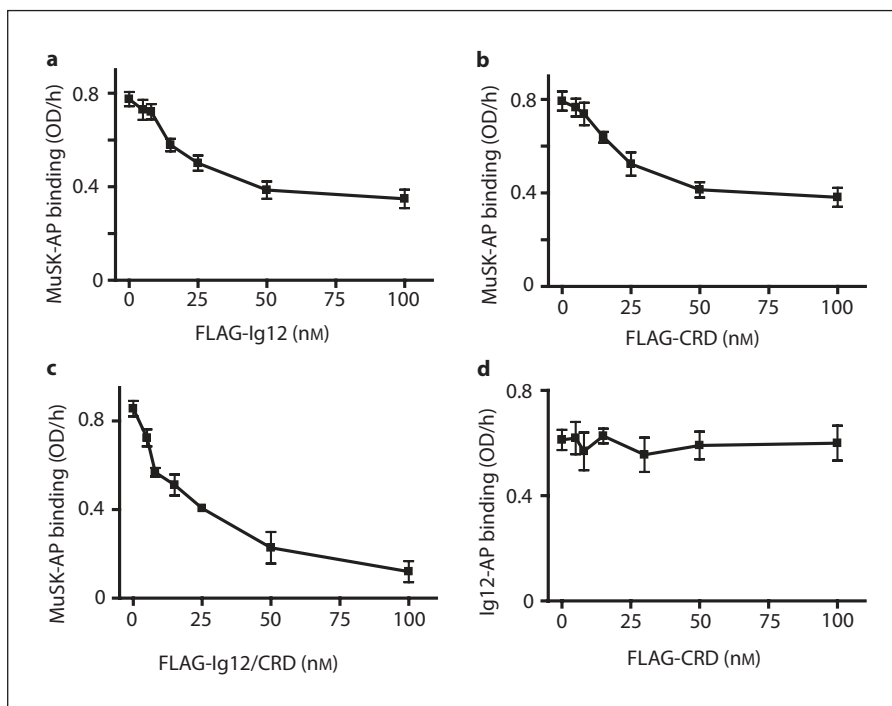 a
MuSK-AP binding (OD/h)
0.8
0.4
0
0 25 50 75 100
FLAG-Ig12 (nM)
b
MuSK-AP binding (OD/h)
0.8
0.4
0
0 25 50 75 100
FLAG-CRD (nM)
c
MuSK-AP binding (OD/h)
0.8
0.4
0
0 25 50 75 100
FLAG-Ig12/CRD (nM)
d
Ig12-AP binding (OD/h)
0.8
0.4
0
0 25 50 75 100
FLAG-CRD (nM)